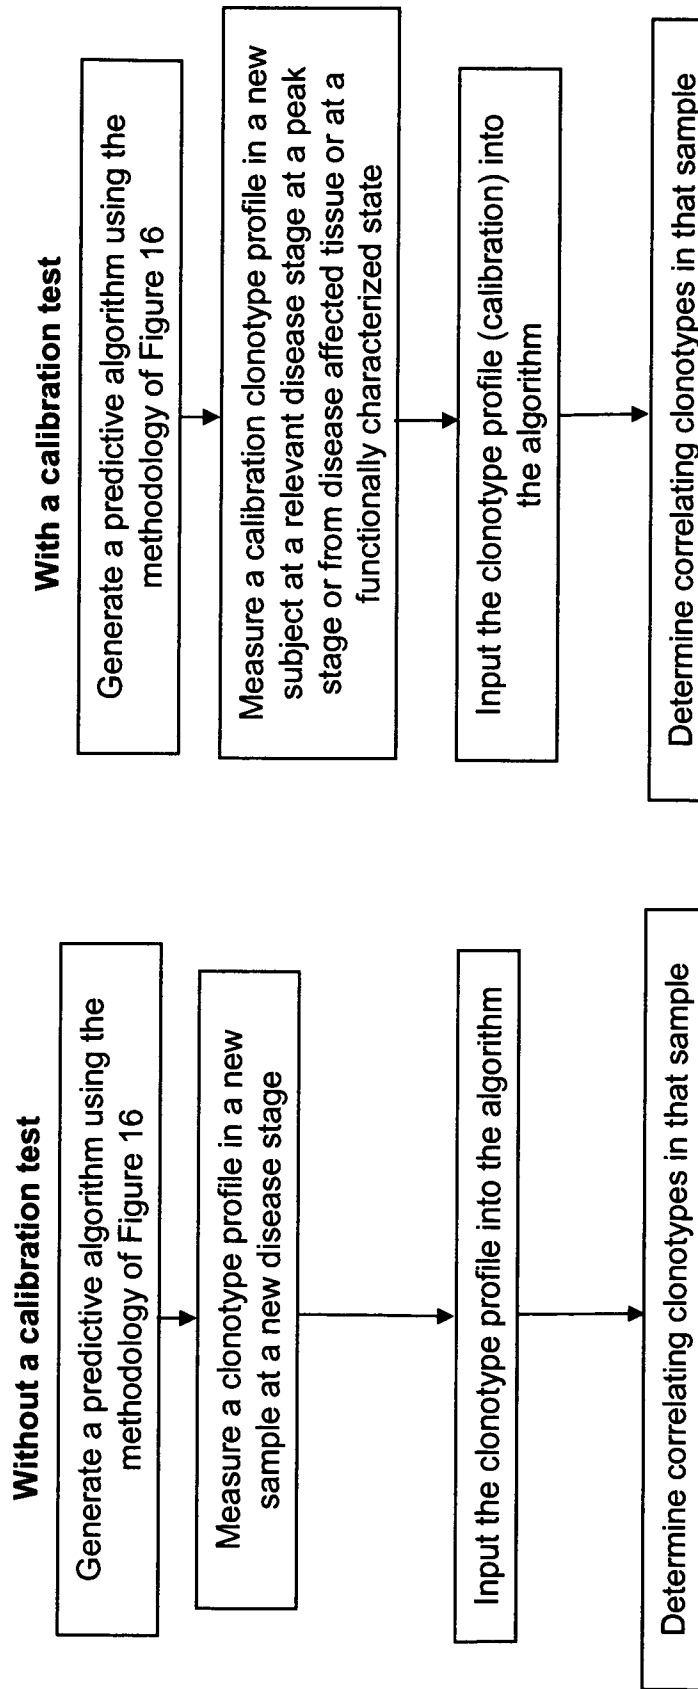 Without a calibration test
Generate a predictive algorithm using the
methodology of Figure 16
Measure a clonotype profile in a new
sample at a new disease stage
Input the clonotype profile into the algorithm
Determine correlating clonotypes in that sample
With a calibration test
Generate a predictive algorithm using the
methodology of Figure 16
Measure a calibration clonotype profile in a new
subject at a relevant disease stage at a peak
stage or from disease affected tissue or at a
functionally characterized state
Input the clonotype profile (calibration) into
the algorithm
Determine correlating clonotypes in that sample